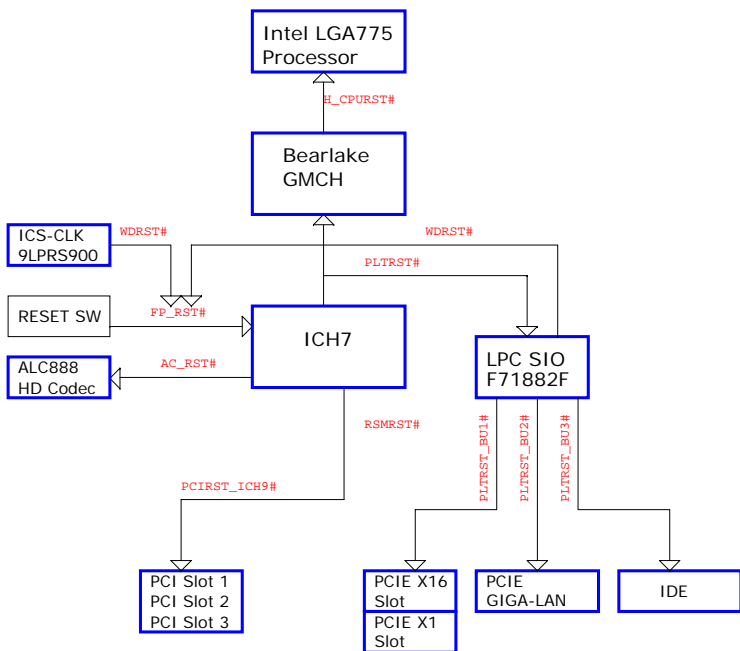 Intel LGA775
Processor
H_CPURST#
Bearlake
GMCH
ICS-CLK
9LPRS900
WDRST#
WDRST#
PLTRST#
RESET SW
FP_RST#
ICH7
LPC SIO
F71882F
ALC888
HD Codec
AC_RST#
RSMRST#
PLTRST_BU1#
PLTRST_BU2#
PLTRST_BU3#
PCIRST_ICH9#
PCI Slot 1
PCI Slot 2
PCI Slot 3
PCIE X16
Slot
PCIE X1
Slot
PCIE
GIGA-LAN
IDE